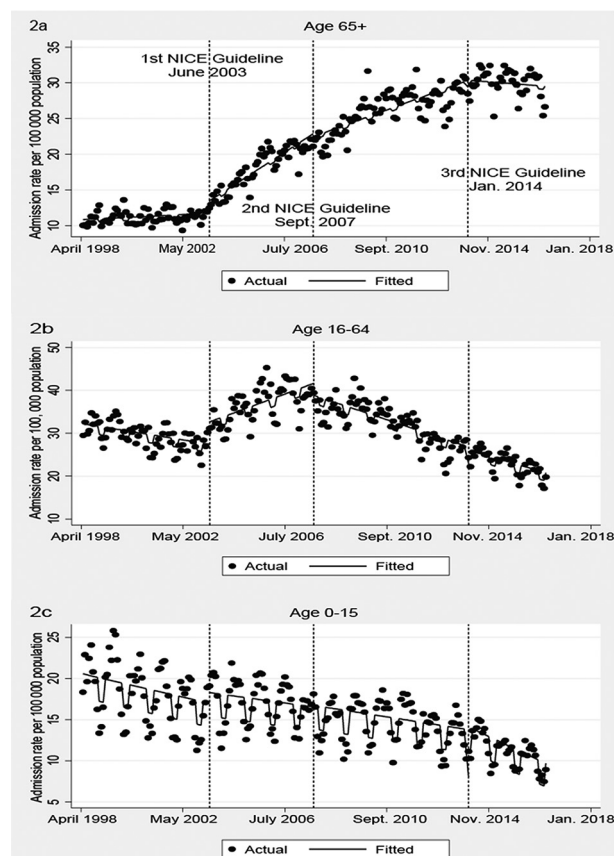 2a
Age 65+
Admission rate per 100 000 population
35
30
25
20
15
10
1st NICE Guideline
June 2003
2nd NICE Guideline
Sept. 2007
3rd NICE Guideline
Jan. 2014
April 1998 May 2002 July 2006 Sept. 2010 Nov. 2014 Jan. 2018
Actual Fitted
2b
Age 16-64
Admission rate per 100, 000 population
50
40
30
20
10
April 1998 May 2002 July 2006 Sept. 2010 Nov. 2014 Jan. 2018
Actual Fitted
2c
Age 0-15
Admission rate per 100 000 population
25
20
15
10
5
April 1998 May 2002 July 2006 Sept. 2010 Nov. 2014 Jan. 2018
Actual Fitted